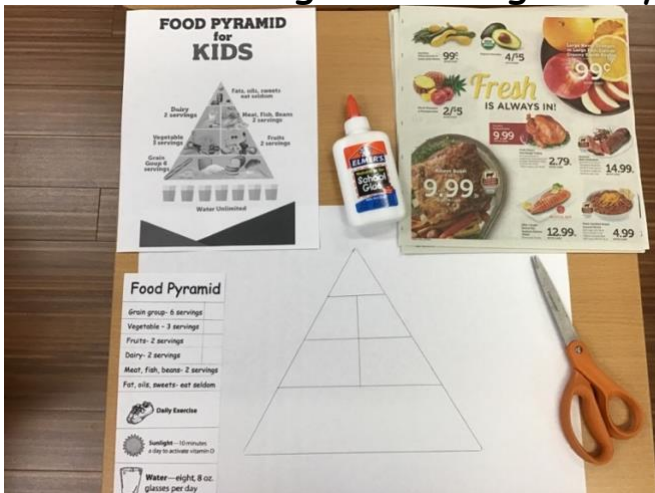 FOOD PYRAMID
for
KIDS
Fats, oils, sweets
eat seldom
Dairy
2 servings
Meat, Fish, Beans
2 servings
Vegetable
3 servings
Fruits
2 servings
Grain
Group 6
servings
Water Unlimited
ELMER'S
School
Glue
99¢
4/$5
2/$5
Fresh
IS ALWAYS IN!
99¢
9.99
2.79
14.99
9.99
12.99
4.99
Food Pyramid
Grain group- 6 servings
Vegetable - 3 servings
Fruits- 2 servings
Dairy- 2 servings
Meat, fish, beans- 2 servings
Fat, oils, sweets- eat seldom
Daily Exercise
Sunlight—10 minutes
a day to activate vitamin D
Water—eight, 8 oz.
glasses per day